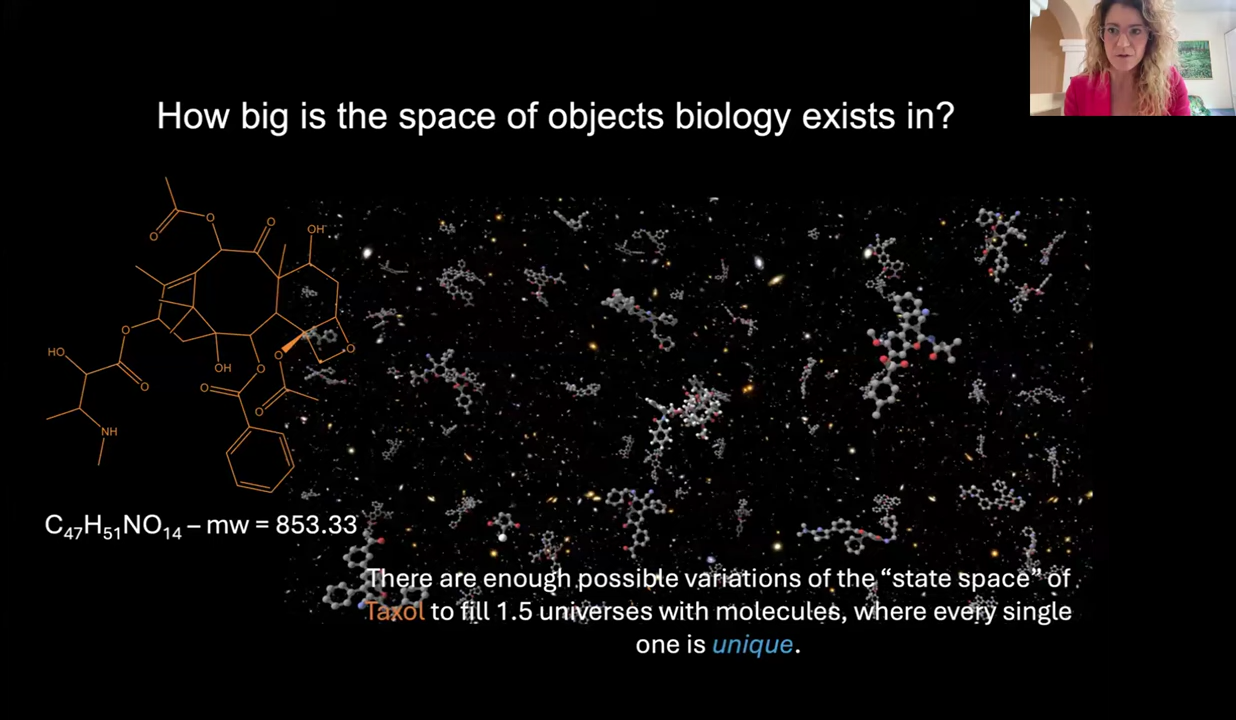 How big is the space of objects biology exists in?
O
O
O
OH
O
HO
O
OH
O
O
O
O
O
NH
C₄₇H₅₁NO₁₄ – mw = 853.33
There are enough possible variations of the “state space” of
Taxol to fill 1.5 universes with molecules, where every single
one is unique.